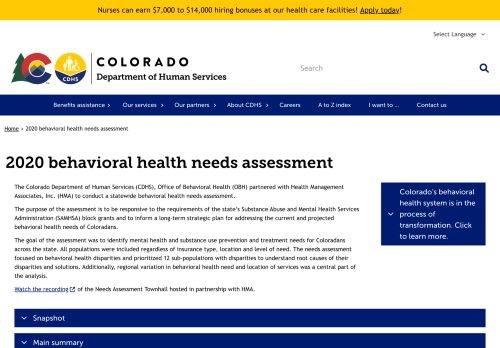 Nurses can earn $7,000 to $14,000 hiring bonuses at our health care facilities! Apply today!
Select Language
COLORADO
Department of Human Services
CDHS
Search
Benefits assistance
Our services
Our partners
About CDHS
Careers
A to Z index
I want to ...
Contact us
Home › 2020 behavioral health needs assessment
2020 behavioral health needs assessment
The Colorado Department of Human Services (CDHS), Office of Behavioral Health (OBH) partnered with Health Management
Associates, Inc. (HMA) to conduct a statewide behavioral health needs assessment.
The purpose of the assessment is to be responsive to the requirements of the state's Substance Abuse and Mental Health Services
Administration (SAMHSA) block grants and to inform a long-term strategic plan for addressing the current and projected
behavioral health needs of Coloradans.
The goal of the assessment was to identify mental health and substance use prevention and treatment needs for Coloradans
across the state. All populations were included regardless of insurance type, location and level of need. The needs assessment
focused on behavioral health disparities and prioritized 12 sub-populations with disparities to understand root causes of their
disparities and solutions. Additionally, regional variation in behavioral health need and location of services was a central part of
the analysis.
Watch the recording of the Needs Assessment Townhall hosted in partnership with HMA.
Colorado's behavioral
health system is in the
process of
transformation. Click
to learn more.
Snapshot
Main summary